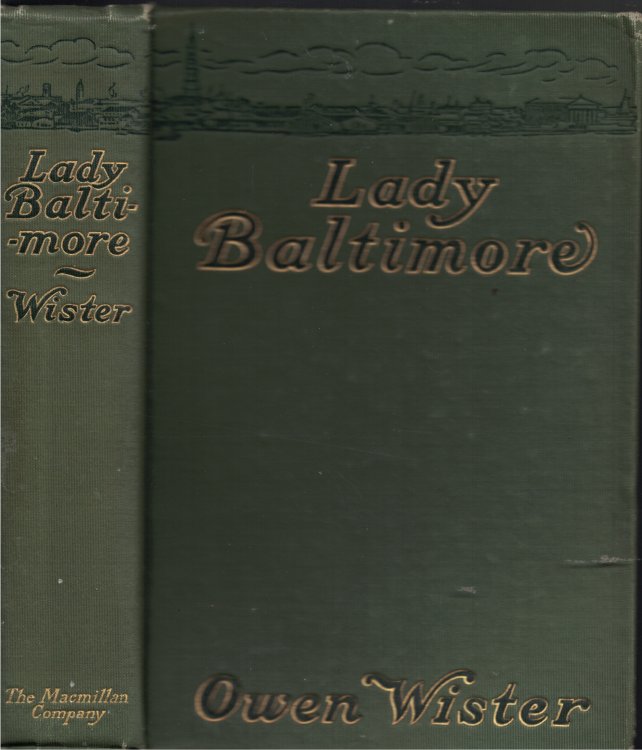 Lady
Balti-
-more
~
Wister
The Macmillan
Company
Lady
Baltimore
Owen Wister